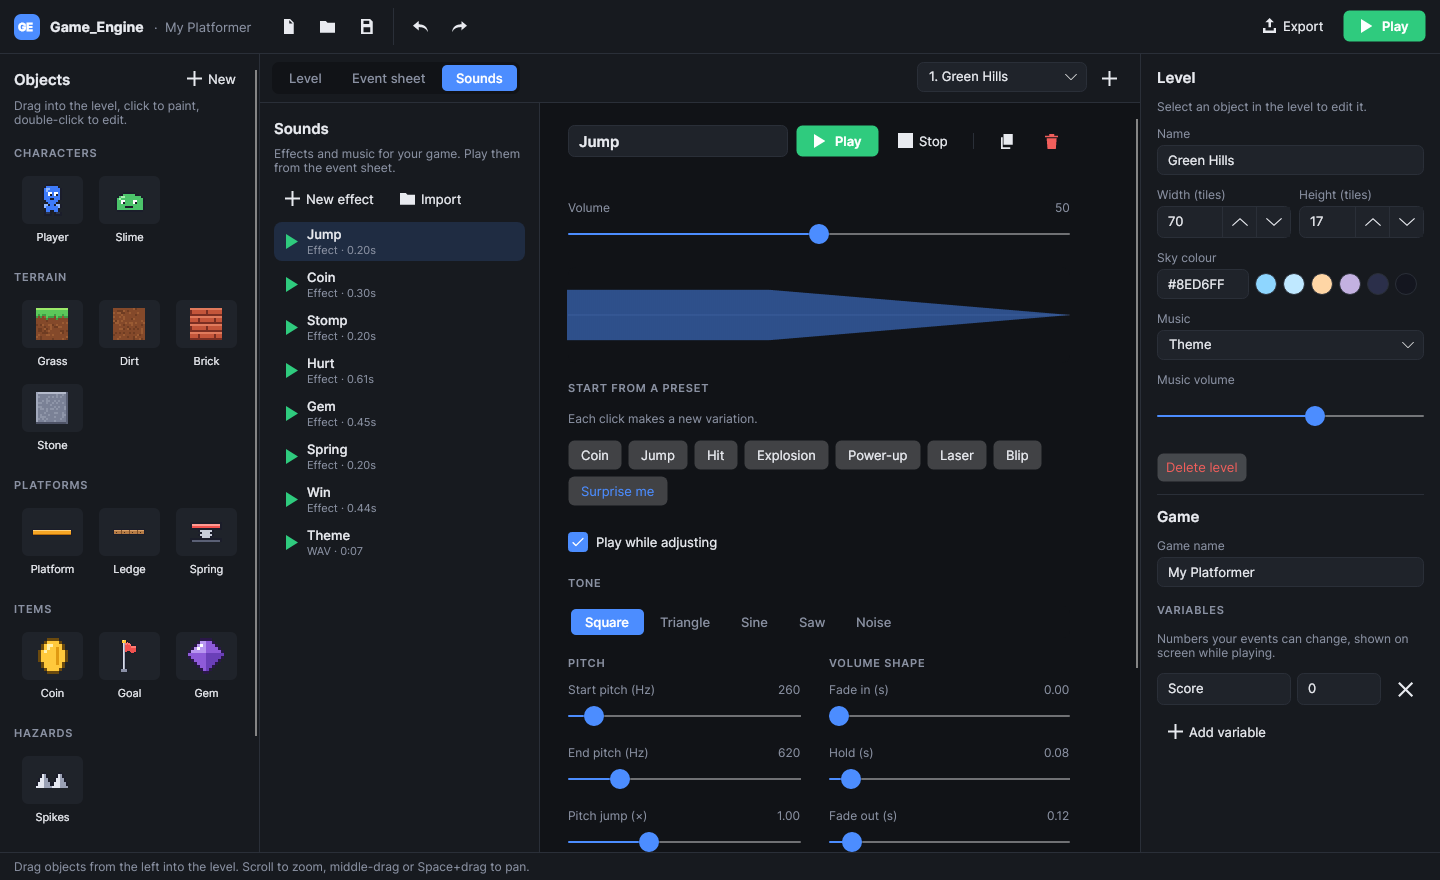 GE Game_Engine · My Platformer
Export
Play
Objects
New
Drag into the level, click to paint,
double-click to edit.
CHARACTERS
Player
Slime
TERRAIN
Grass
Dirt
Brick
Stone
PLATFORMS
Platform
Ledge
Spring
ITEMS
Coin
Goal
Gem
HAZARDS
Spikes
Level
Event sheet
Sounds
1. Green Hills
Sounds
Effects and music for your game. Play them
from the event sheet.
New effect
Import
Jump
Effect · 0.20s
Coin
Effect · 0.30s
Stomp
Effect · 0.20s
Hurt
Effect · 0.61s
Gem
Effect · 0.45s
Spring
Effect · 0.20s
Win
Effect · 0.44s
Theme
WAV · 0:07
Jump
Play
Stop
Volume
50
START FROM A PRESET
Each click makes a new variation.
Coin
Jump
Hit
Explosion
Power-up
Laser
Blip
Surprise me
Play while adjusting
TONE
Square
Triangle
Sine
Saw
Noise
PITCH
Start pitch (Hz)
260
End pitch (Hz)
620
Pitch jump (×)
1.00
VOLUME SHAPE
Fade in (s)
0.00
Hold (s)
0.08
Fade out (s)
0.12
Level
Select an object in the level to edit it.
Name
Green Hills
Width (tiles)
Height (tiles)
70
17
Sky colour
#8ED6FF
Music
Theme
Music volume
Delete level
Game
Game name
My Platformer
VARIABLES
Numbers your events can change, shown on
screen while playing.
Score
0
Add variable
Drag objects from the left into the level. Scroll to zoom, middle-drag or Space+drag to pan.